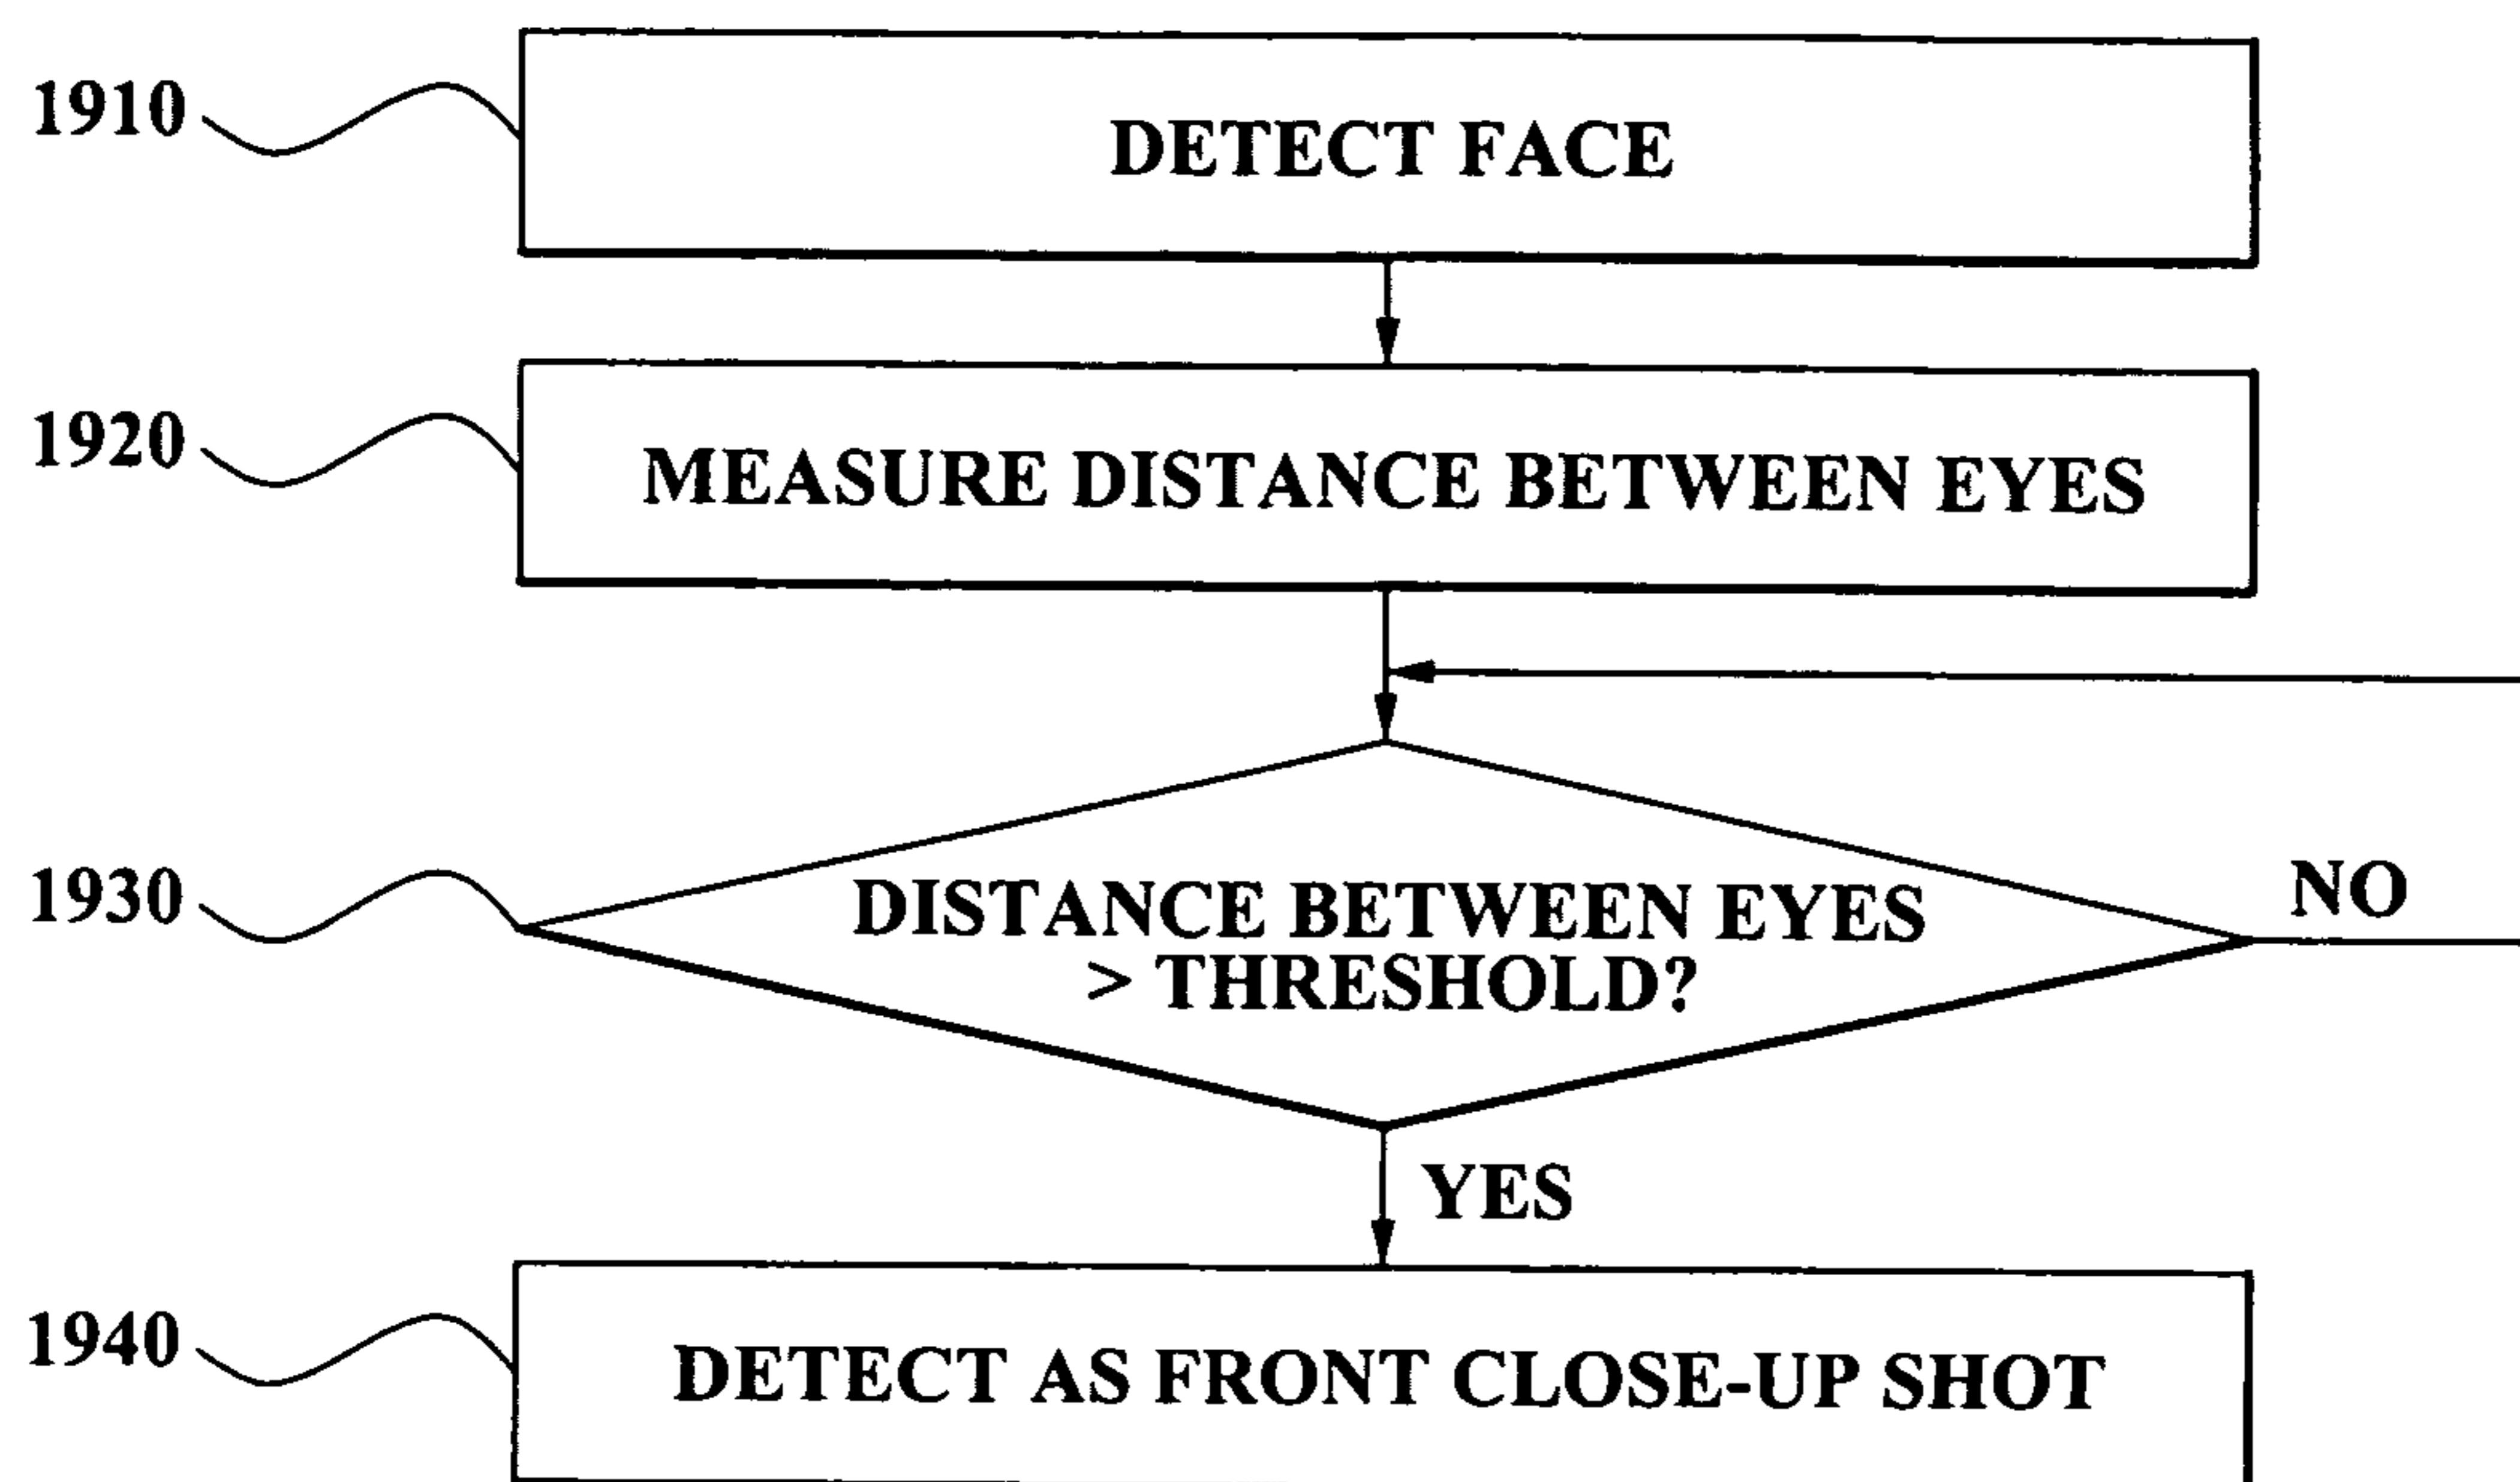 1910
DETECT FACE
1920
MEASURE DISTANCE BETWEEN EYES
1930
DISTANCE BETWEEN EYES
> THRESHOLD?
NO
YES
1940
DETECT AS FRONT CLOSE-UP SHOT